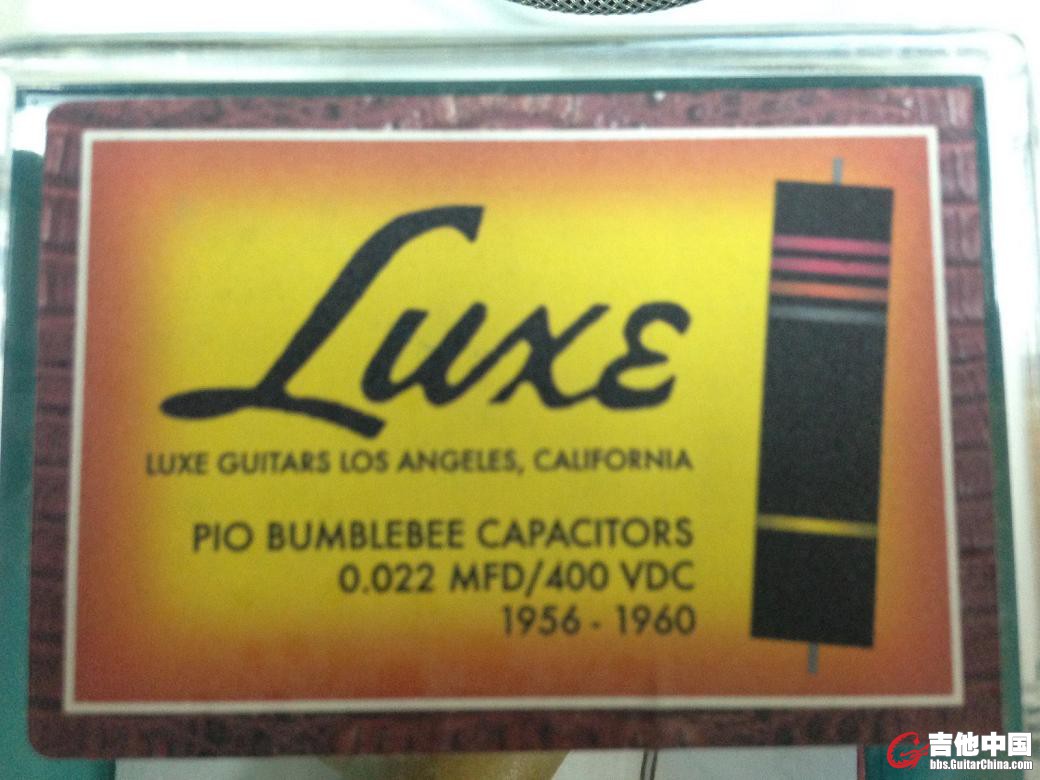 Luxe
LUXE GUITARS LOS ANGELES, CALIFORNIA
PIO BUMBLEBEE CAPACITORS
0.022 MFD/400 VDC
1956 - 1960
吉他中国
bbs.GuitarChina.com